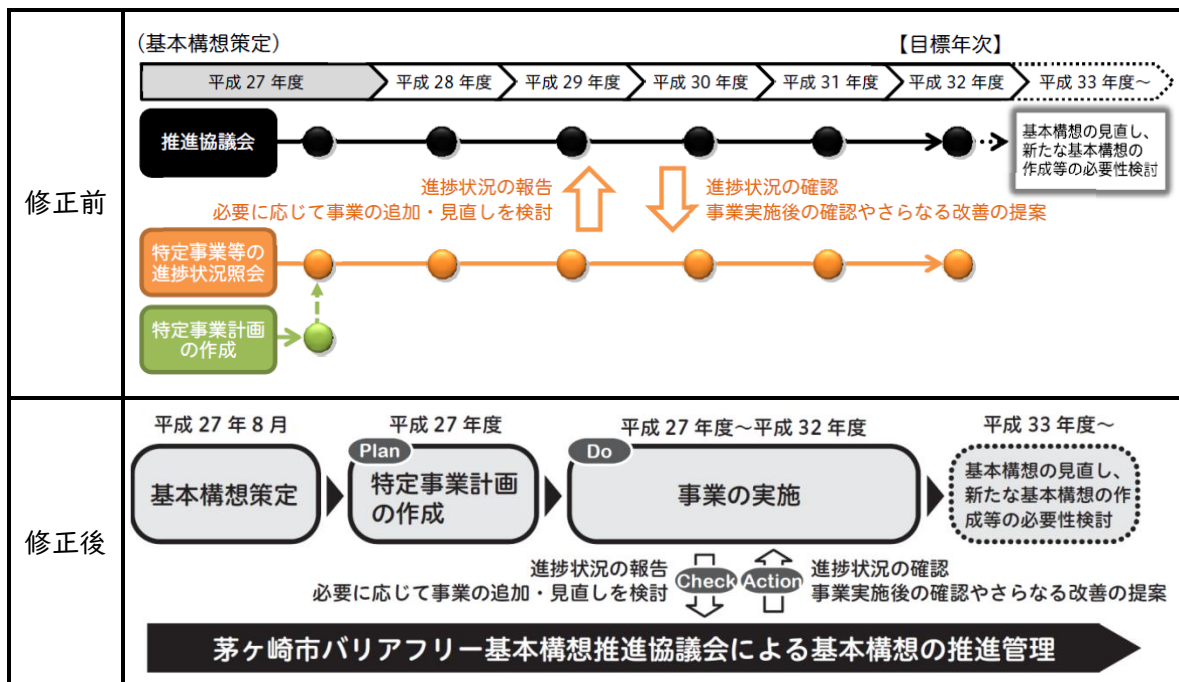 修正前
(基本構想策定)
【目標年次】
平成 27 年度
平成 28 年度
平成 29 年度
平成 30 年度
平成 31 年度
平成 32 年度
平成 33 年度~
推進協議会
基本構想の見直し、
新たな基本構想の
作成等の必要性検討
進捗状況の報告
必要に応じて事業の追加・見直しを検討
進捗状況の確認
事業実施後の確認やさらなる改善の提案
特定事業等の
進捗状況照会
特定事業計画
の作成
修正後
平成 27 年 8 月
平成 27 年度
平成 27 年度~平成 32 年度
平成 33 年度~
基本構想策定
Plan
特定事業計画
の作成
Do
事業の実施
基本構想の見直し、
新たな基本構想の作
成等の必要性検討
進捗状況の報告
必要に応じて事業の追加・見直しを検討
Check
Action
進捗状況の確認
事業実施後の確認やさらなる改善の提案
茅ヶ崎市バリアフリー基本構想推進協議会による基本構想の推進管理